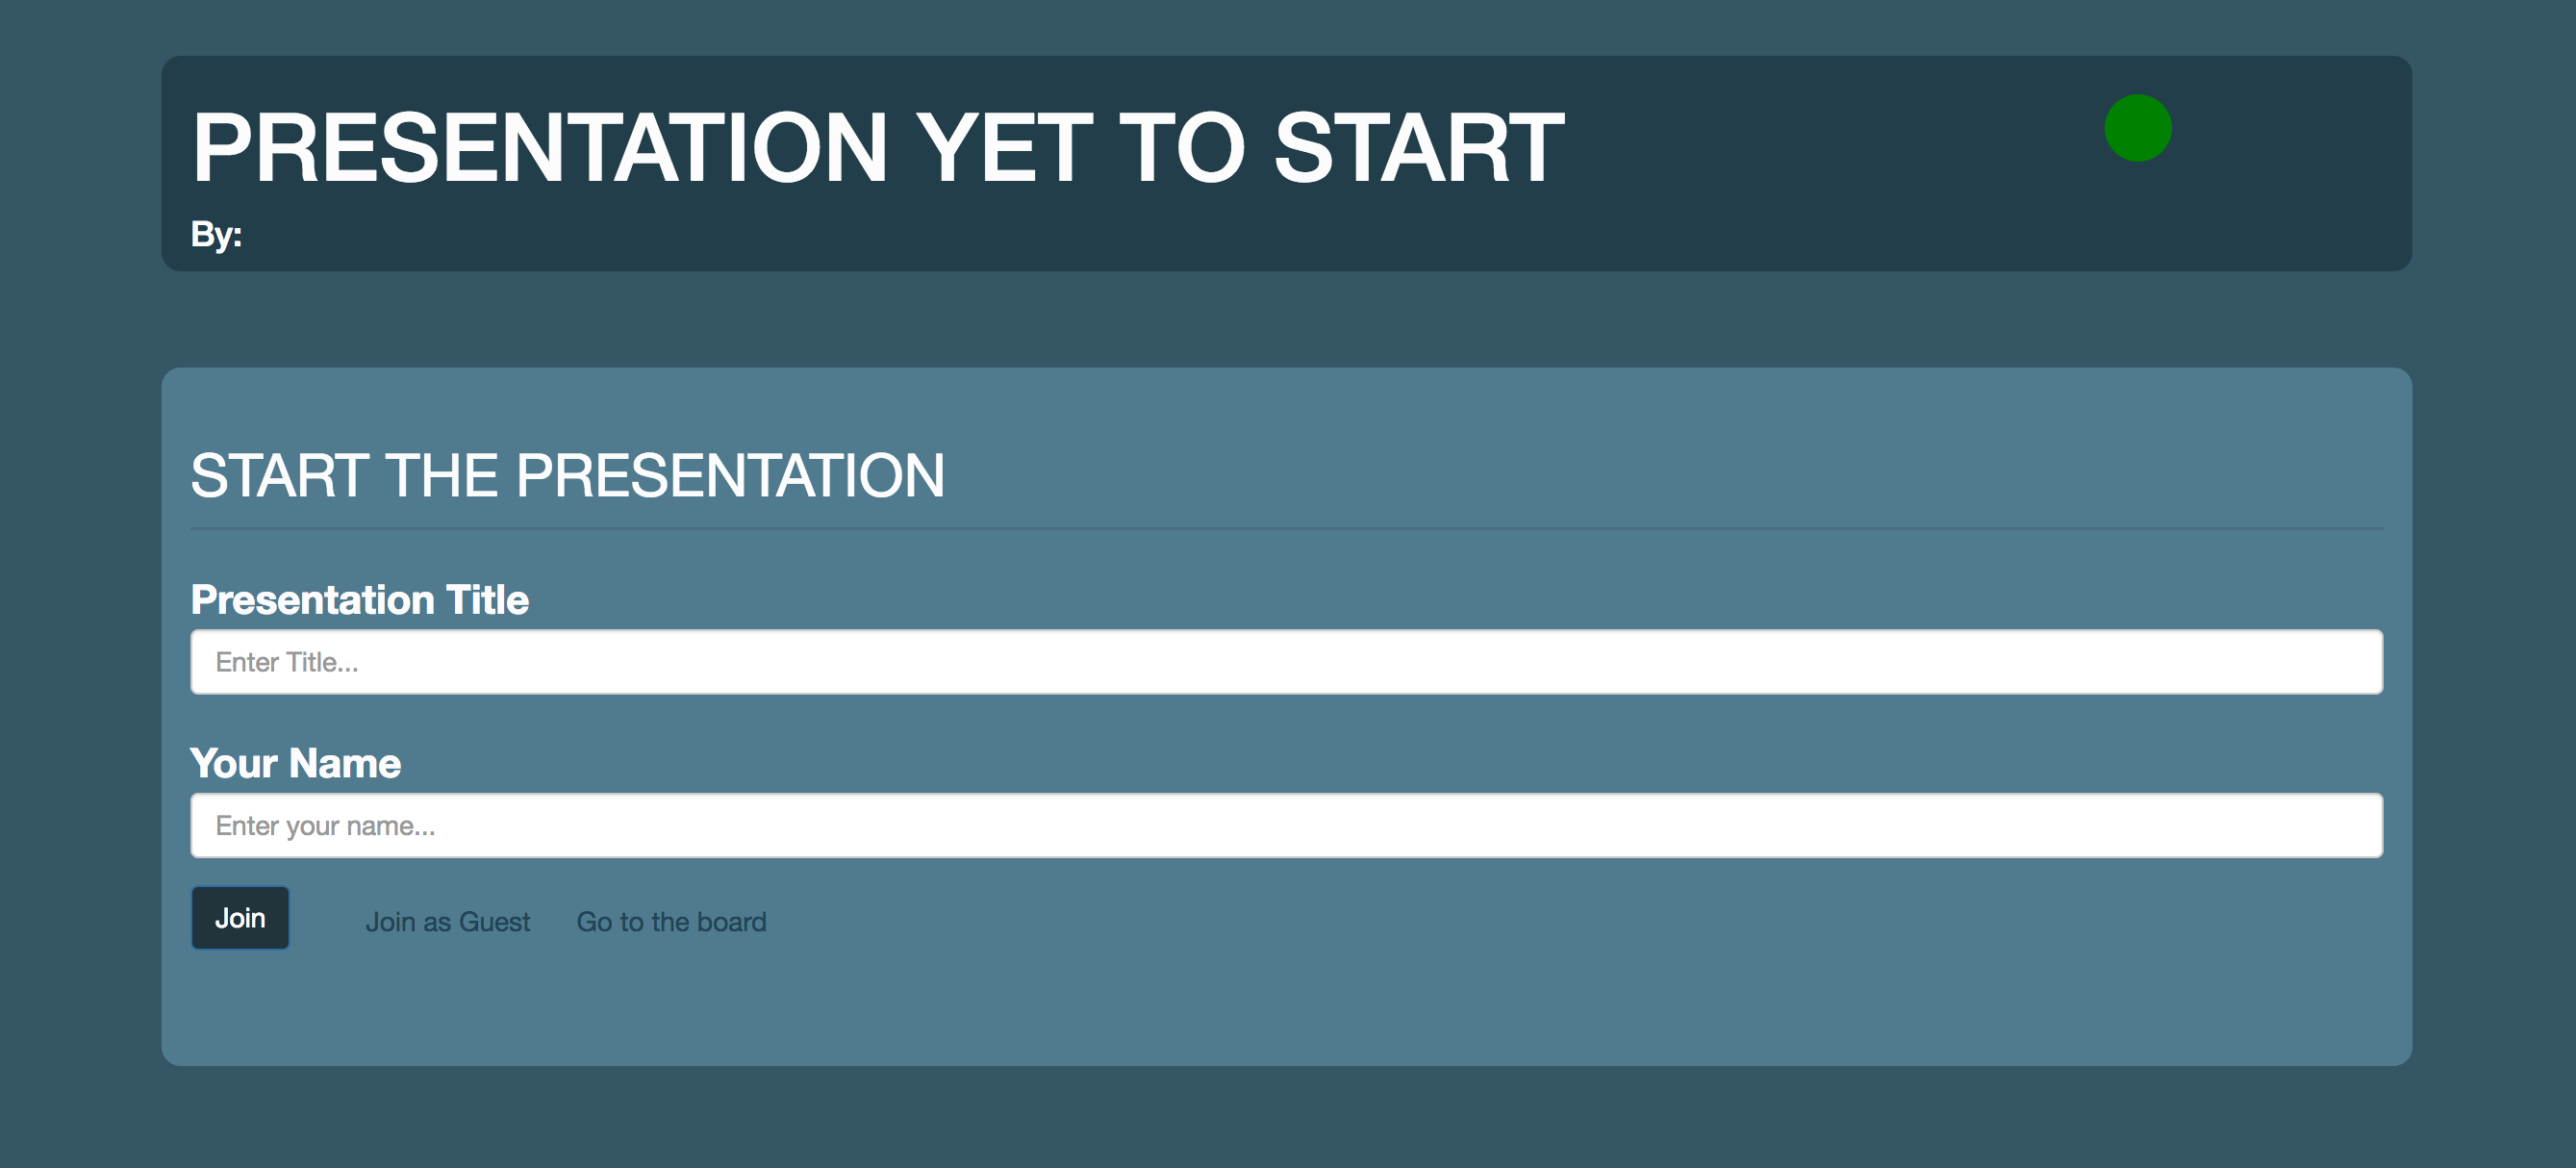 PRESENTATION YET TO START
By:
START THE PRESENTATION
Presentation Title
Enter Title...
Your Name
Enter your name...
Join Join as Guest Go to the board